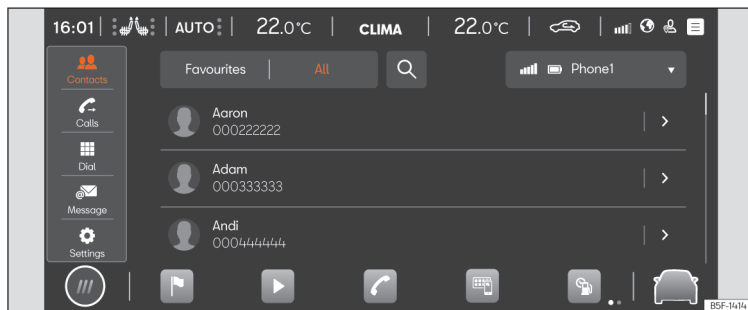 16:01 AUTO 22.0°C CLIMA 22.0°C
Contacts
Calls
Dial
@
Message
Settings
Favourites All
Phone1
Aaron
000222222
Adam
000333333
Andi
000444444
B5F-1414